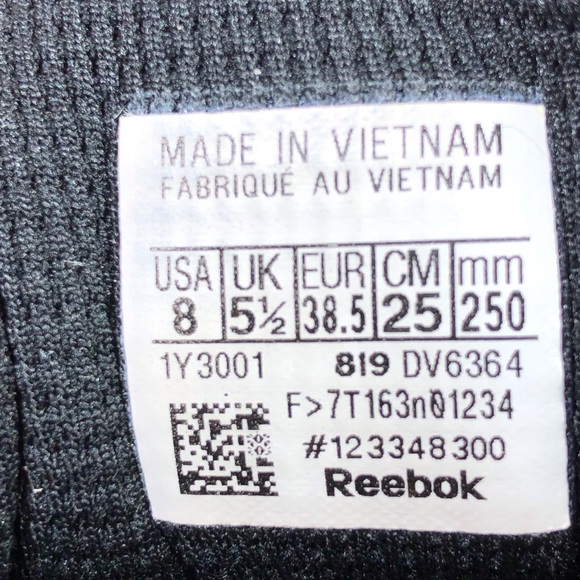 MADE IN VIETNAM
FABRIQUÉ AU VIETNAM
USA UK EUR CM mm
8 5½ 38.5 25 250
1Y3001 819 DV6364
F>7T163n01234
#123348300
Reebok